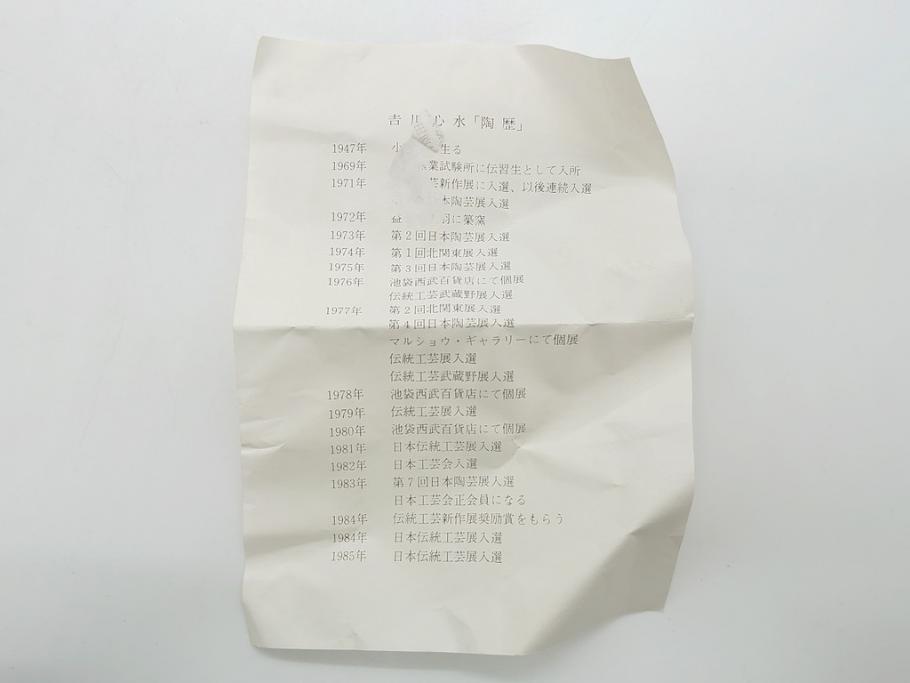 吉川心水「陶歴」
1947年 小 生る
1969年 業試験所に伝習生として入所
1971年 芸新作展に入選、以後連続入選
本陶芸展入選
1972年 益 に築窯
1973年 第2回日本陶芸展入選
1974年 第1回北関東展入選
1975年 第3回日本陶芸展入選
1976年 池袋西武百貨店にて個展
伝統工芸武蔵野展入選
1977年 第2回北関東展入選
第4回日本陶芸展入選
マルショウ・ギャラリーにて個展
伝統工芸展入選
伝統工芸武蔵野展入選
1978年 池袋西武百貨店にて個展
1979年 伝統工芸展入選
1980年 池袋西武百貨店にて個展
1981年 日本伝統工芸展入選
1982年 日本工芸会入選
1983年 第7回日本陶芸展入選
日本工芸会正会員になる
1984年 伝統工芸新作展奨励賞をもらう
1984年 日本伝統工芸展入選
1985年 日本伝統工芸展入選